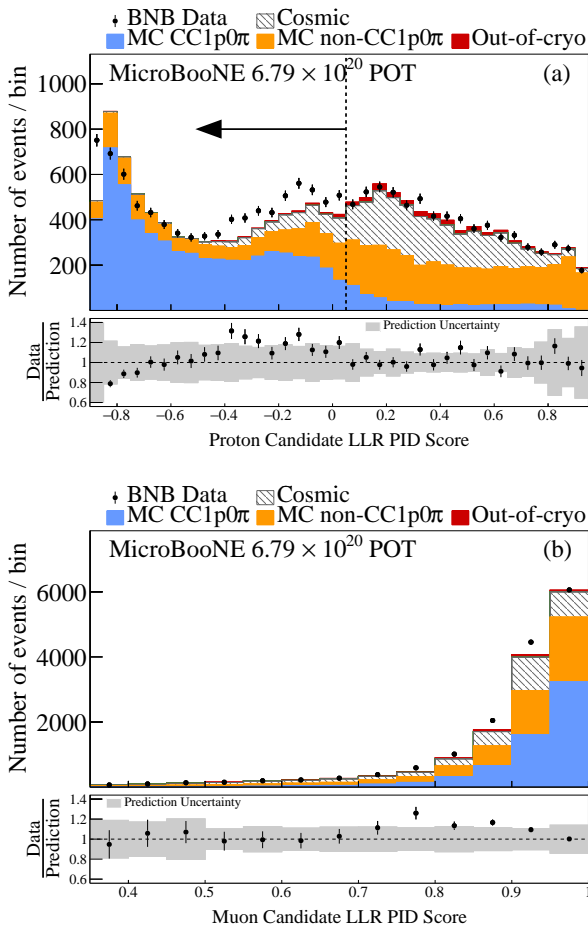 BNB Data Cosmic
MC CC1p0π MC non-CC1p0π Out-of-cryo
MicroBooNE 6.79 × 10²⁰ POT (a)
Number of events / bin
1000
800
600
400
200
Prediction Uncertainty
Data
Prediction
1.4
1.2
1.0
0.8
0.6
−0.8 −0.6 −0.4 −0.2 0 0.2 0.4 0.6 0.8
Proton Candidate LLR PID Score
BNB Data Cosmic
MC CC1p0π MC non-CC1p0π Out-of-cryo
MicroBooNE 6.79 × 10²⁰ POT (b)
Number of events / bin
6000
4000
2000
Prediction Uncertainty
Data
Prediction
1.4
1.2
1.0
0.8
0.6
0.4 0.5 0.6 0.7 0.8 0.9 1
Muon Candidate LLR PID Score